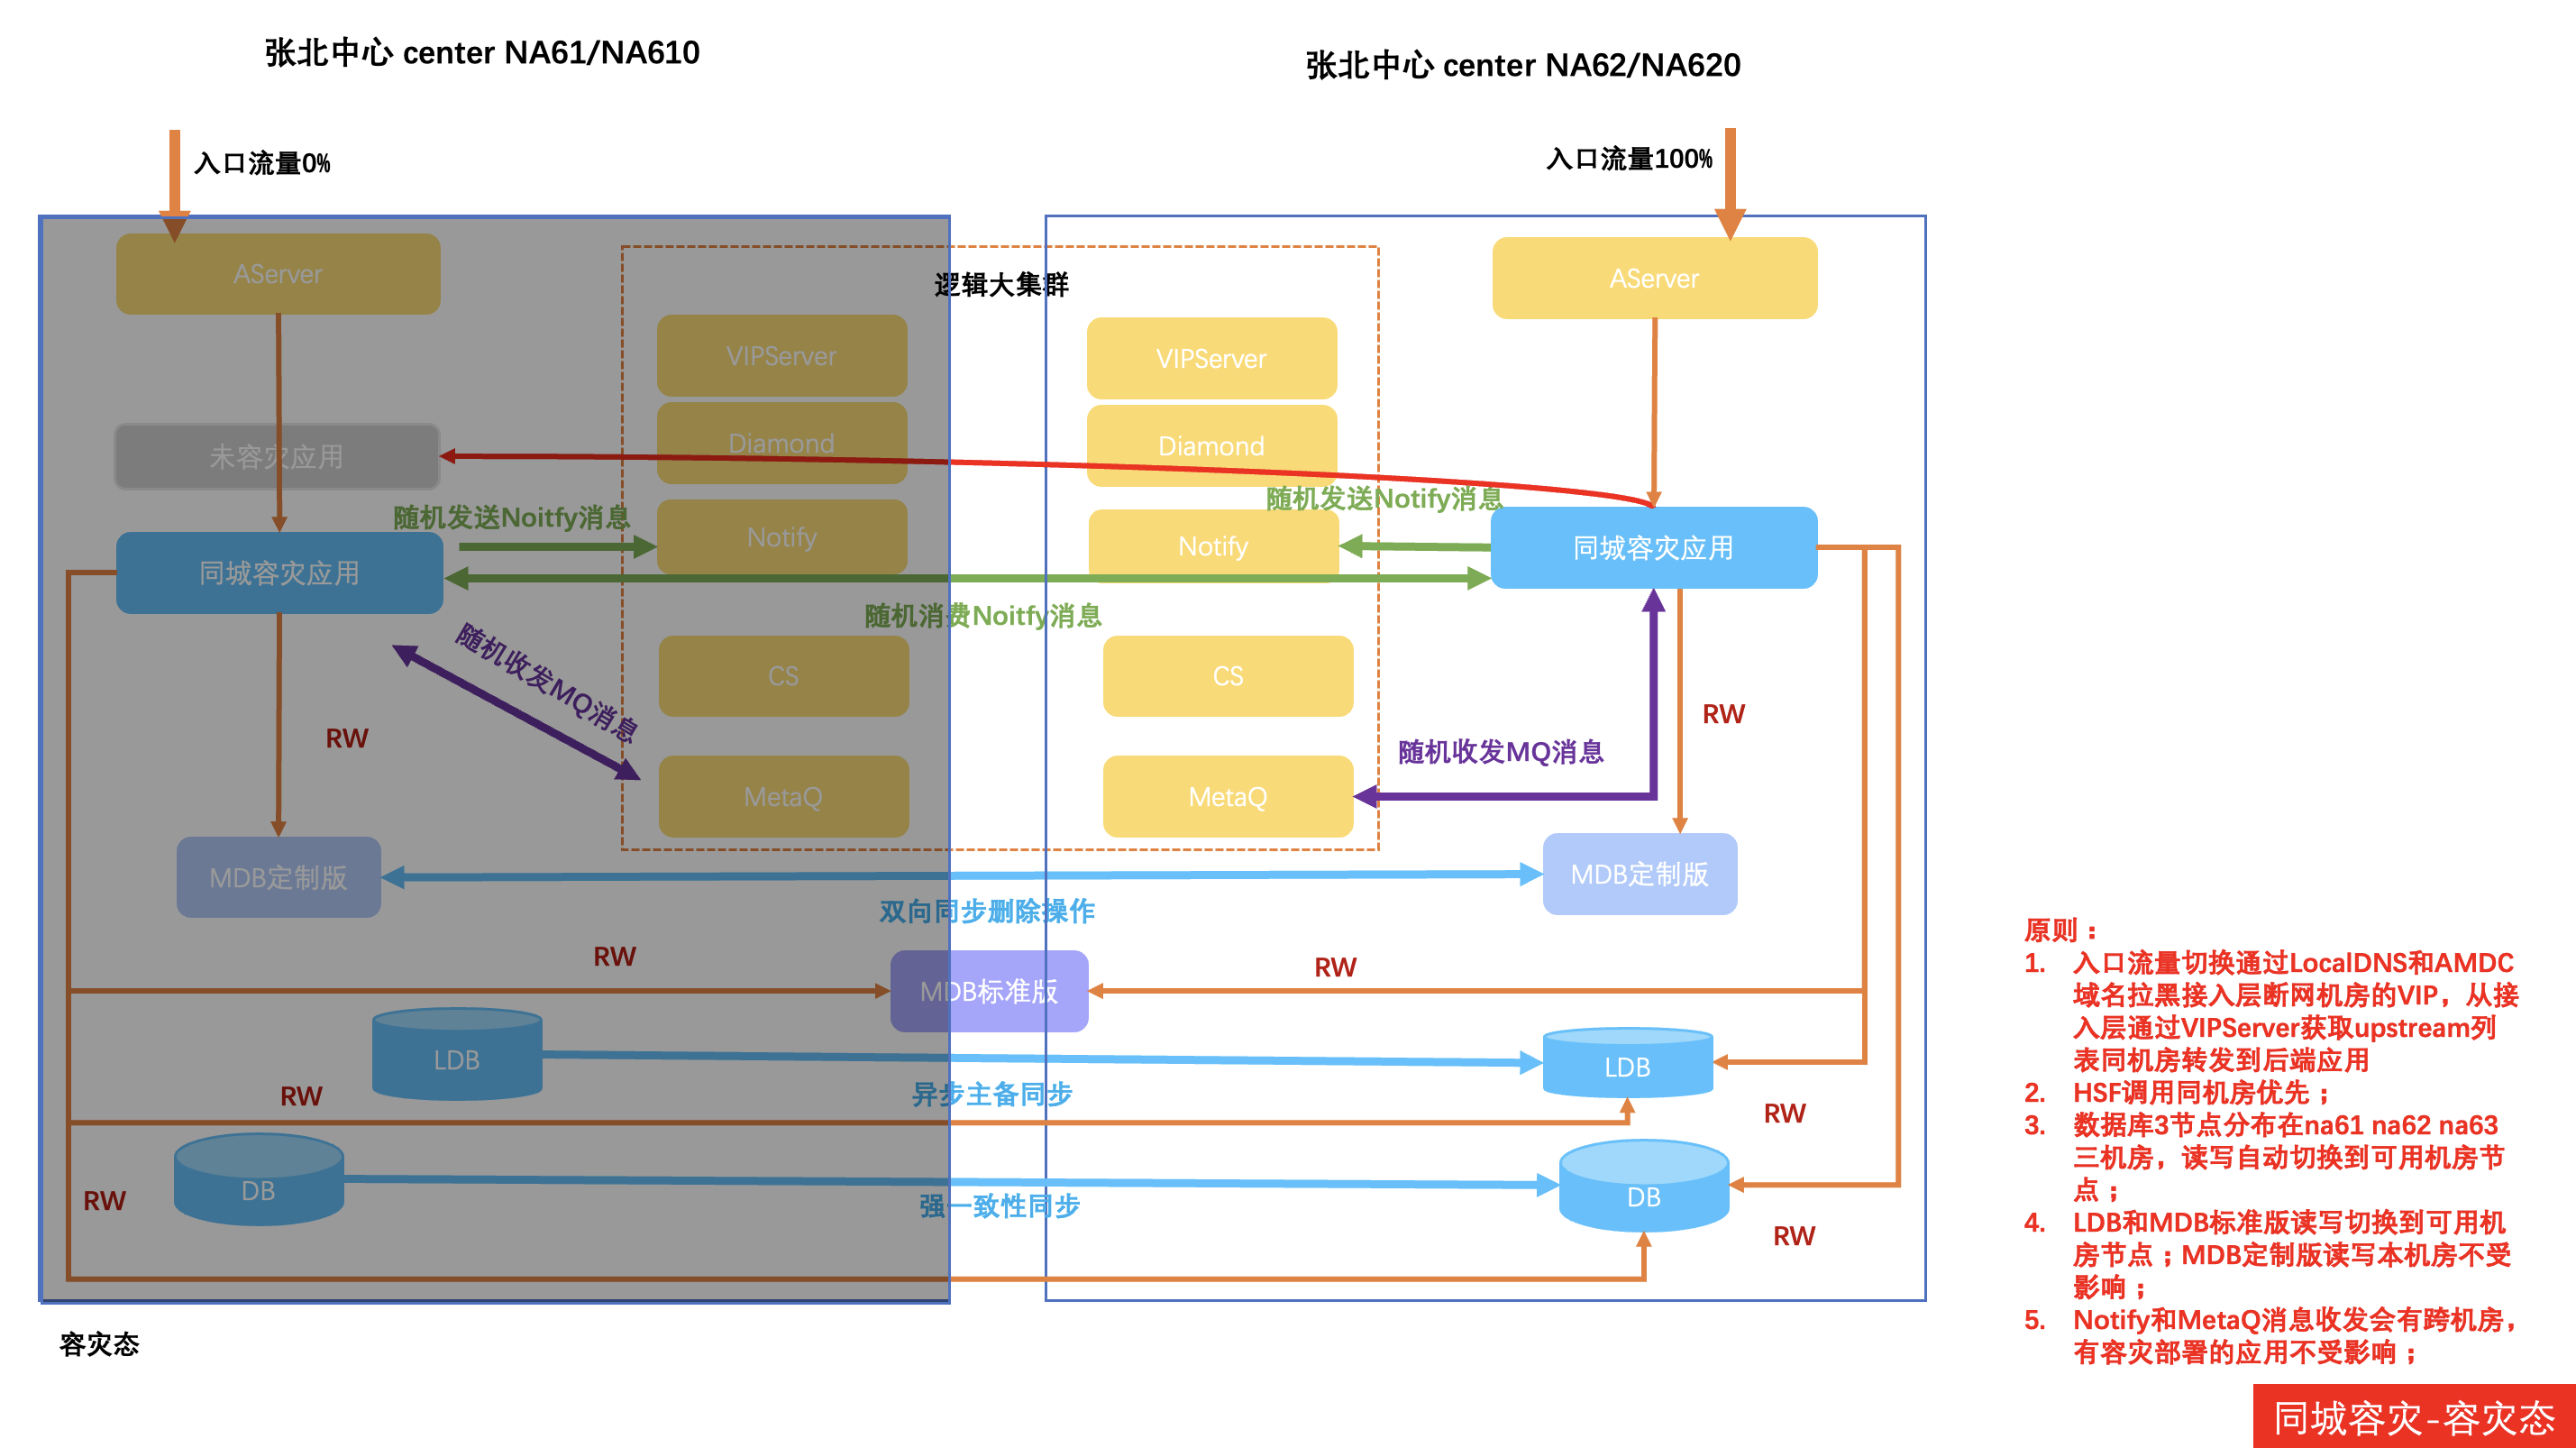 张北中心 center NA61/NA610
张北中心 center NA62/NA620
入口流量0%
入口流量100%
AServer
AServer
逻辑大集群
VIPServer
VIPServer
Diamond
Diamond
未容灾应用
随机发送Noitfy消息
随机发送Notify消息
Notify
Notify
同城容灾应用
同城容灾应用
随机消费Noitfy消息
随机收发MQ消息
CS
CS
RW
RW
随机收发MQ消息
MetaQ
MetaQ
MDB定制版
MDB定制版
双向同步删除操作
RW
RW
MDB标准版
LDB
LDB
异步主备同步
RW
RW
DB
DB
强一致性同步
RW
RW
原则：
1. 入口流量切换通过LocalDNS和AMDC
域名拉黑接入层断网机房的VIP，从接
入层通过VIPServer获取upstream列
表同机房转发到后端应用
2. HSF调用同机房优先；
3. 数据库3节点分布在na61 na62 na63
三机房，读写自动切换到可用机房节
点；
4. LDB和MDB标准版读写切换到可用机
房节点；MDB定制版读写本机房不受
影响；
5. Notify和MetaQ消息收发会有跨机房，
有容灾部署的应用不受影响；
容灾态
同城容灾-容灾态